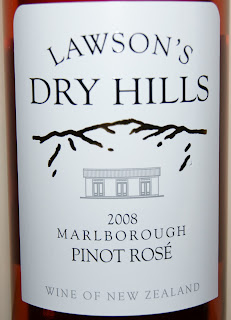 LAWSON'S
DRY HILLS
2008
MARLBOROUGH
PINOT ROSÉ
WINE OF NEW ZEALAND